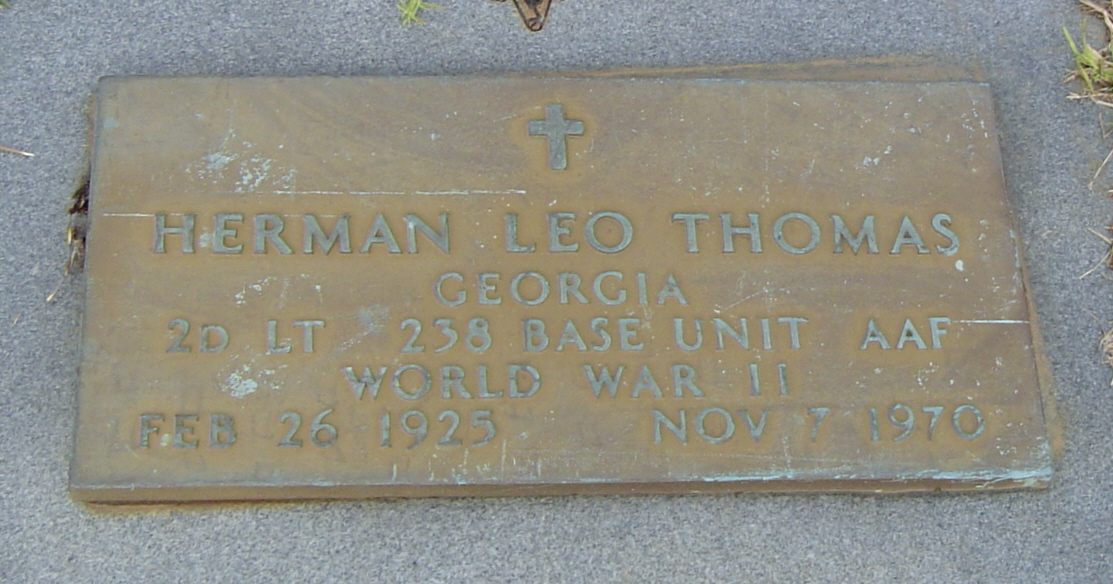 HERMAN LEO THOMAS
GEORGIA
2D LT 238 BASE UNIT AAF
WORLD WAR II
FEB 26 1925 NOV 7 1970